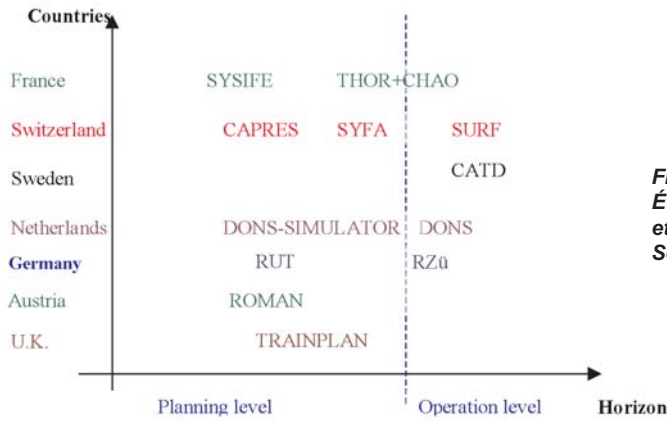 Countries
France SYSIFE THOR+CHAO
Switzerland CAPRES SYFA SURF
Sweden CATD
Netherlands DONS-SIMULATOR DONS
Germany RUT RZü
Austria ROMAN
U.K. TRAINPLAN
Planning level Operation level Horizon